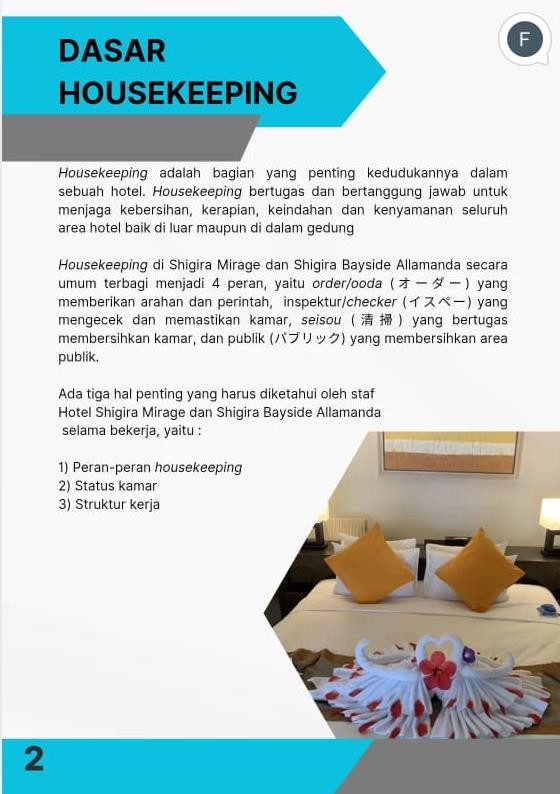 F
DASAR
HOUSEKEEPING
Housekeeping adalah bagian yang penting kedudukannya dalam
sebuah hotel. Housekeeping bertugas dan bertanggung jawab untuk
menjaga kebersihan, kerapian, keindahan dan kenyamanan seluruh
area hotel baik di luar maupun di dalam gedung
Housekeeping di Shigira Mirage dan Shigira Bayside Allamanda secara
umum terbagi menjadi 4 peran, yaitu order/ooda (オーダー) yang
memberikan arahan dan perintah, inspektur/checker (イスペー) yang
mengecek dan memastikan kamar, seisou (清掃) yang bertugas
membersihkan kamar, dan publik (パブリック) yang membersihkan area
publik.
Ada tiga hal penting yang harus diketahui oleh staf
Hotel Shigira Mirage dan Shigira Bayside Allamanda
selama bekerja, yaitu :
1) Peran-peran housekeeping
2) Status kamar
3) Struktur kerja
2